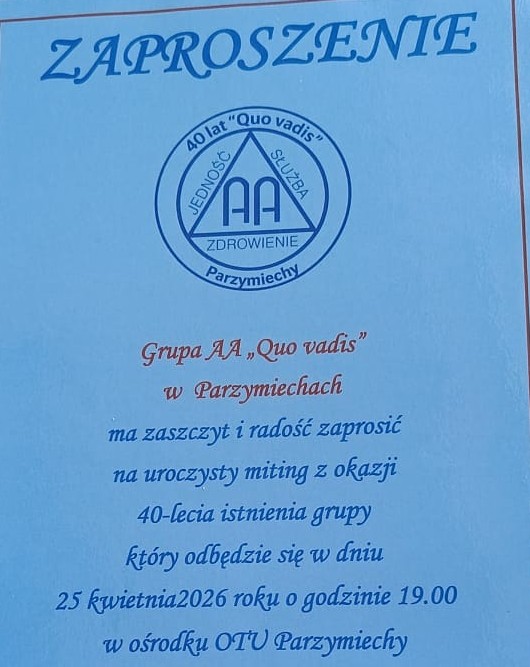 ZAPROSZENIE
40 lat "Quo vadis"
JEDNOŚĆ
SŁUŻBA
AA
ZDROWIENIE
Parzymiechy
Grupa AA „Quo vadis”
w Parzymiechach
ma zaszczyt i radość zaprosić
na uroczysty miting z okazji
40-lecia istnienia grupy
który odbędzie się w dniu
25 kwietnia2026 roku o godzinie 19.00
w ośrodku OTU Parzymiechy